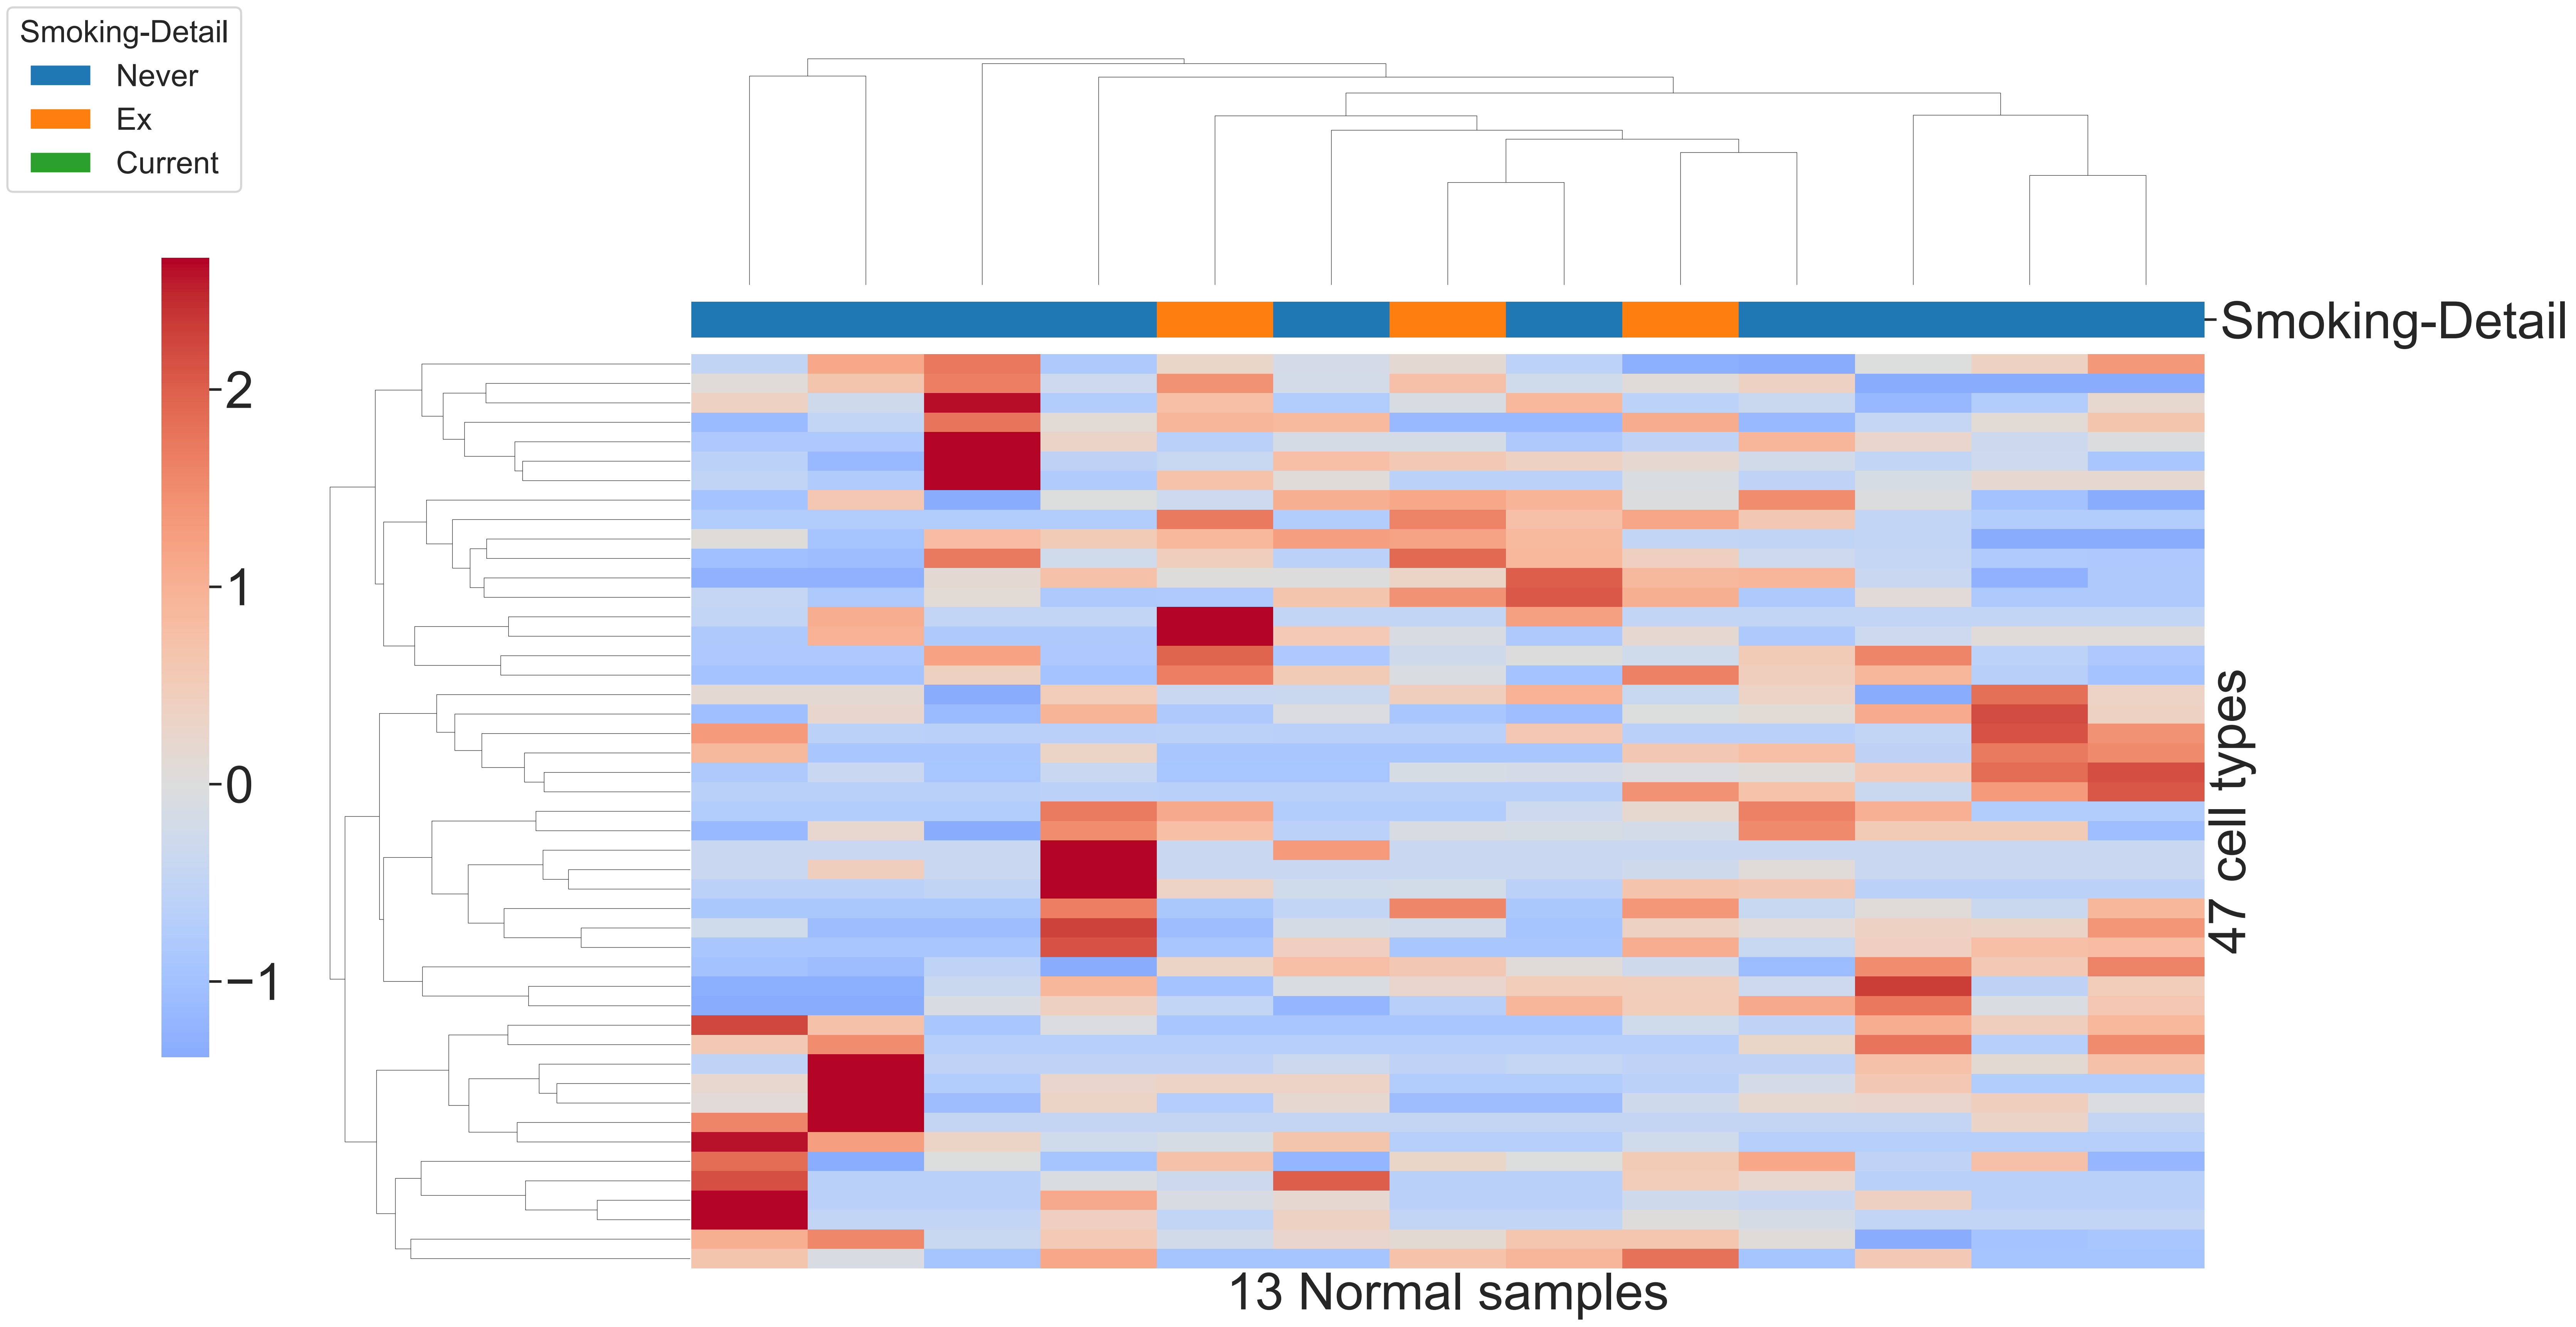 Smoking-Detail
Never
Ex
Current
2
1
0
−1
Smoking-Detail
47 cell types
13 Normal samples